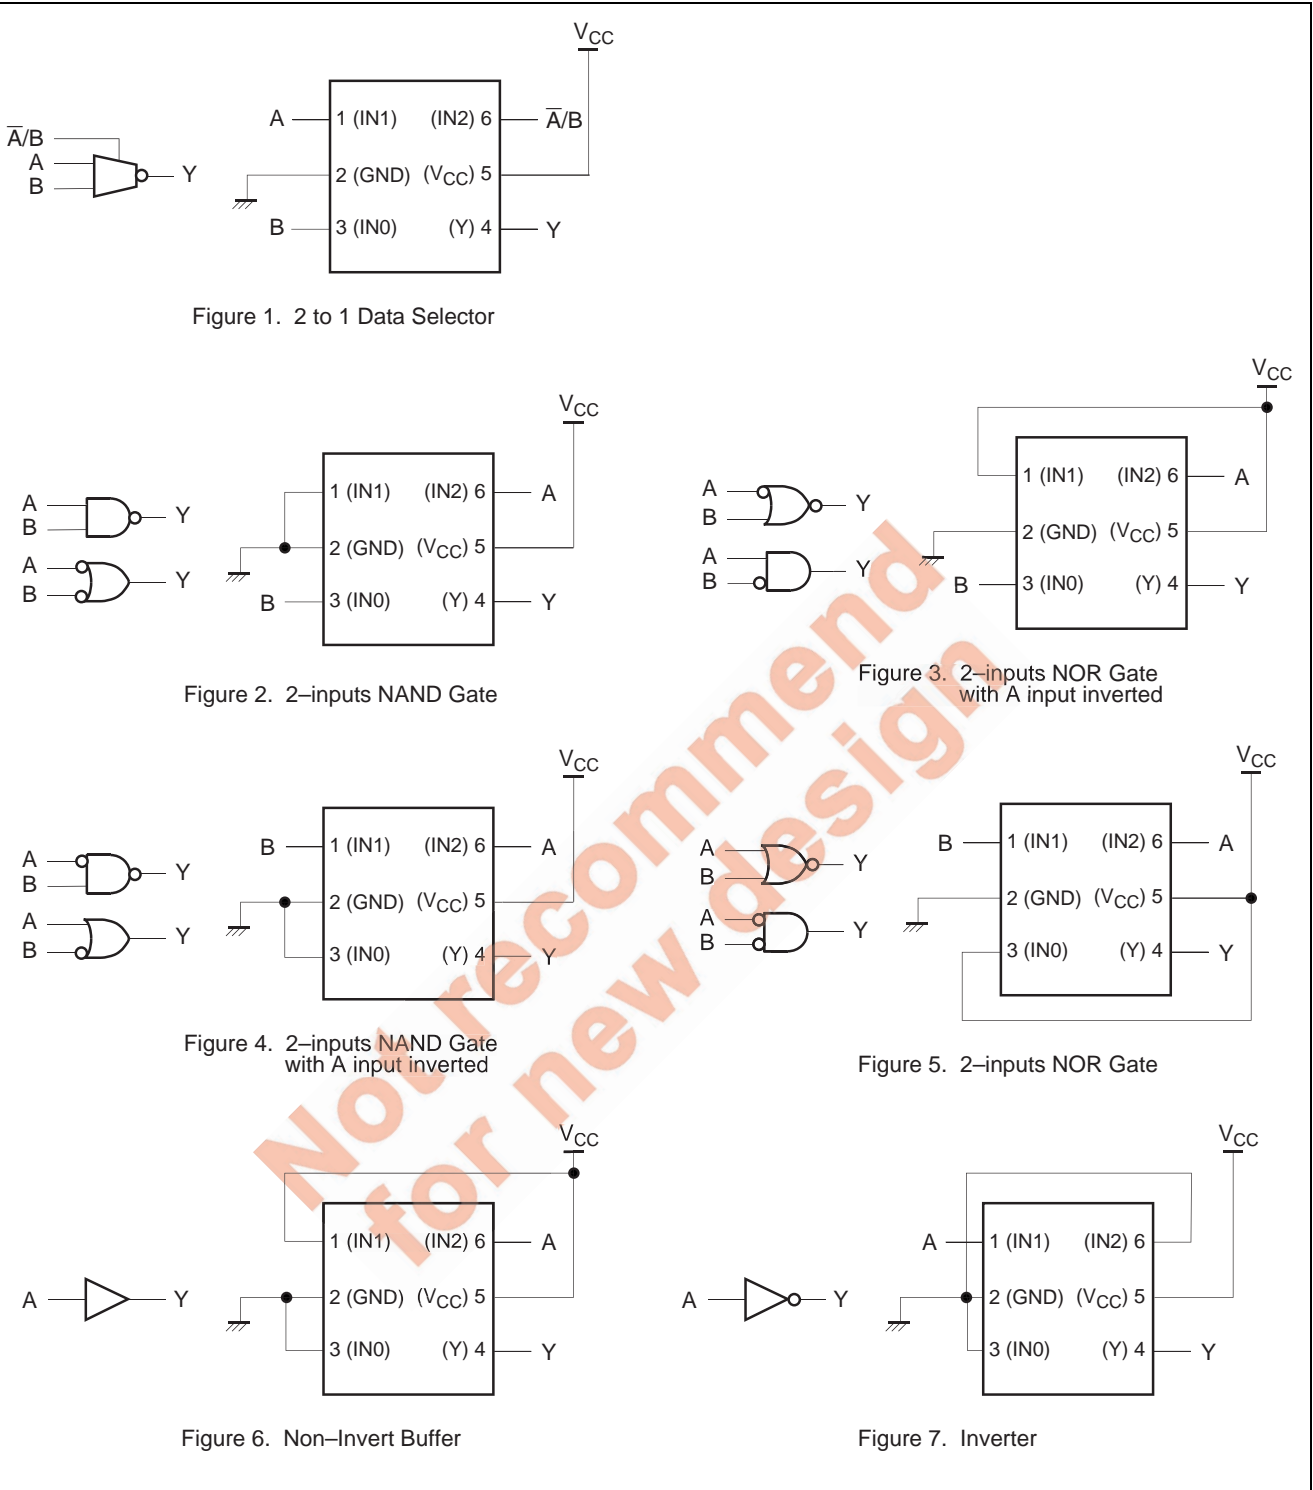 VCC
A 1 (IN1) (IN2) 6 A̅/B
A̅/B
A
B
Y
2 (GND) (VCC) 5
B 3 (IN0) (Y) 4 Y
Figure 1. 2 to 1 Data Selector
VCC
A
B
Y
A
B
Y
1 (IN1) (IN2) 6 A
2 (GND) (VCC) 5
B 3 (IN0) (Y) 4 Y
Figure 2. 2–inputs NAND Gate
VCC
A
B
Y
A
B
Y
1 (IN1) (IN2) 6 A
2 (GND) (VCC) 5
B 3 (IN0) (Y) 4 Y
Figure 3. 2–inputs NOR Gate
with A input inverted
VCC
A
B
Y
A
B
Y
B 1 (IN1) (IN2) 6 A
2 (GND) (VCC) 5
3 (IN0) (Y) 4 Y
Figure 4. 2–inputs NAND Gate
with A input inverted
VCC
A
B
Y
A
B
Y
B 1 (IN1) (IN2) 6 A
2 (GND) (VCC) 5
3 (IN0) (Y) 4 Y
Figure 5. 2–inputs NOR Gate
VCC
1 (IN1) (IN2) 6 A
A Y
2 (GND) (VCC) 5
3 (IN0) (Y) 4 Y
Figure 6. Non–Invert Buffer
VCC
A 1 (IN1) (IN2) 6
A Y
2 (GND) (VCC) 5
3 (IN0) (Y) 4 Y
Figure 7. Inverter
Not recommend
for new design